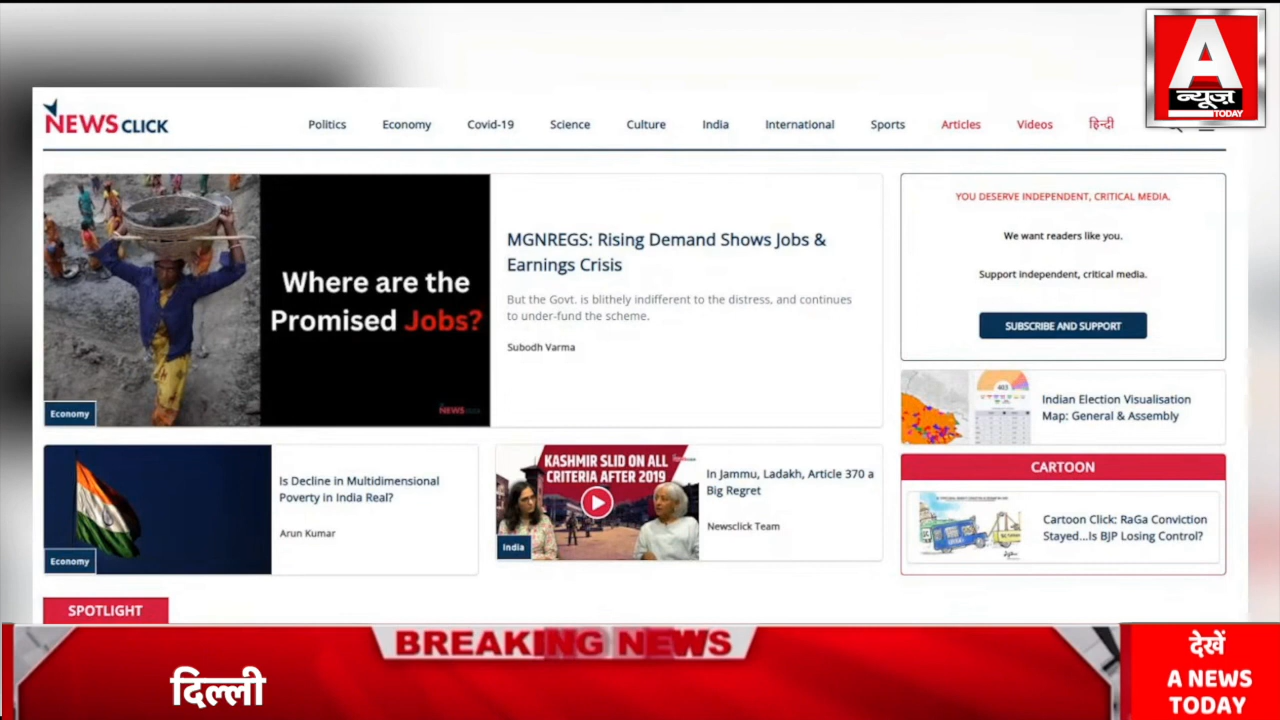 A
न्यूज़
TODAY
NEWSCLICK
Politics
Economy
Covid-19
Science
Culture
India
International
Sports
Articles
Videos
हिन्दी
Where are the
Promised Jobs?
NEWSCLICK
Economy
MGNREGS: Rising Demand Shows Jobs &
Earnings Crisis
But the Govt. is blithely indifferent to the distress, and continues
to under-fund the scheme.
Subodh Varma
YOU DESERVE INDEPENDENT, CRITICAL MEDIA.
We want readers like you.
Support independent, critical media.
SUBSCRIBE AND SUPPORT
403
Indian Election Visualisation
Map: General & Assembly
Economy
Is Decline in Multidimensional
Poverty in India Real?
Arun Kumar
KASHMIR SLID ON ALL
CRITERIA AFTER 2019
India
In Jammu, Ladakh, Article 370 a
Big Regret
Newsclick Team
CARTOON
Cartoon Click: RaGa Conviction
Stayed...Is BJP Losing Control?
SPOTLIGHT
BREAKING NEWS
दिल्ली
देखें
A NEWS
TODAY